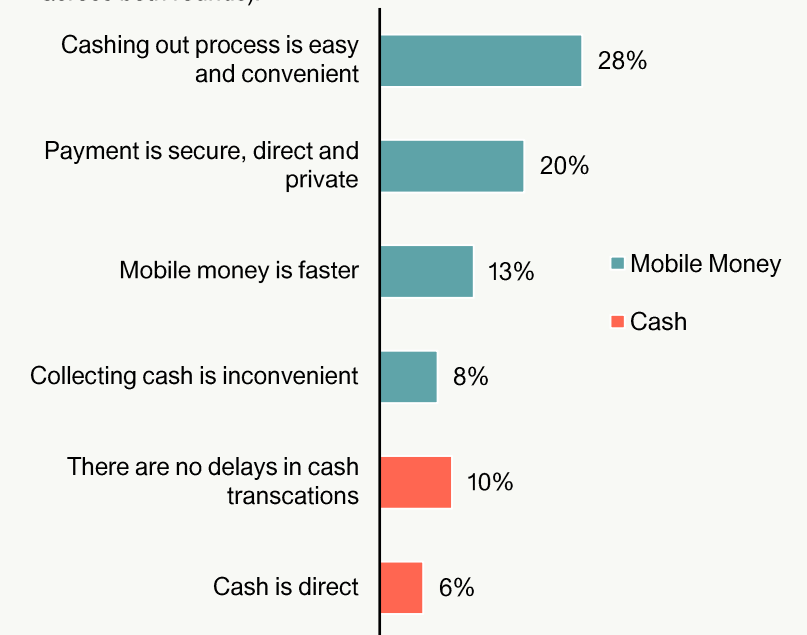 Cashing out process is easy
and convenient
28%
Payment is secure, direct and
private
20%
Mobile money is faster
13%
Mobile Money
Cash
Collecting cash is inconvenient
8%
There are no delays in cash
transcations
10%
Cash is direct
6%